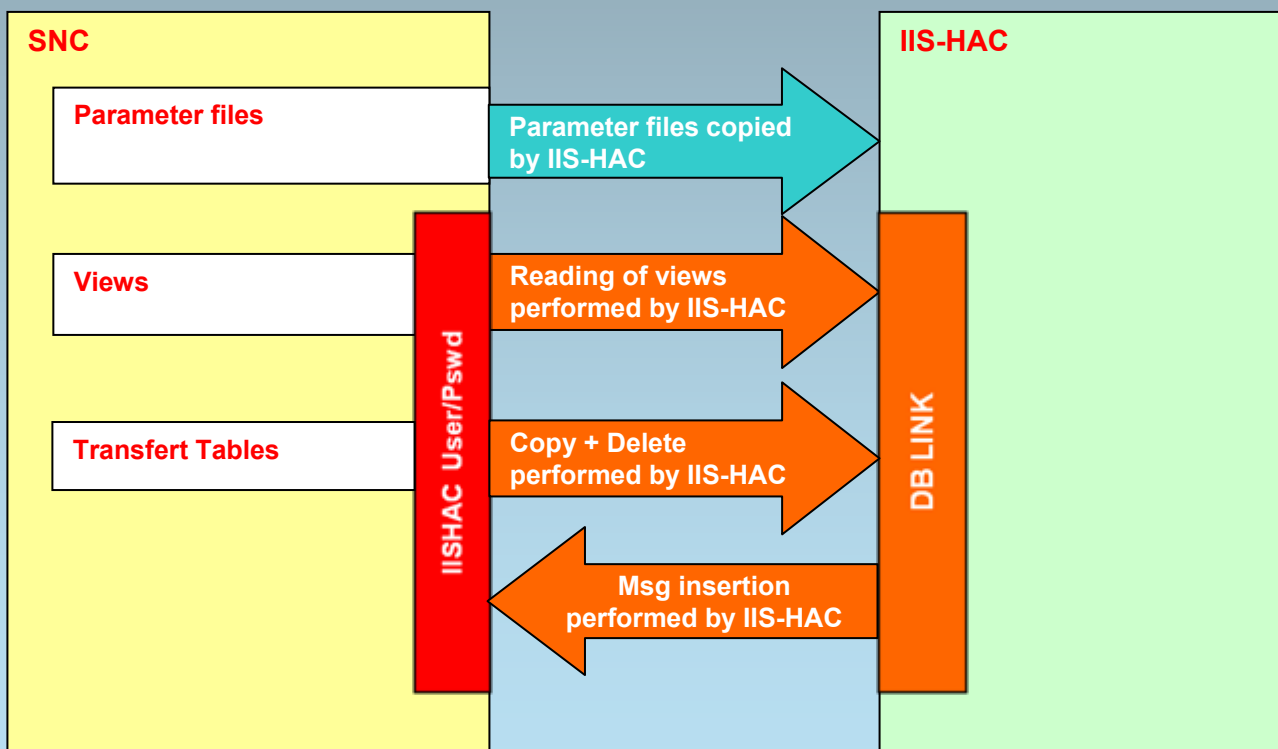 SNC
IIS-HAC
Parameter files
Parameter files copied
by IIS-HAC
Views
Reading of views
performed by IIS-HAC
IISHAC User/Pswd
DB LINK
Transfert Tables
Copy + Delete
performed by IIS-HAC
Msg insertion
performed by IIS-HAC